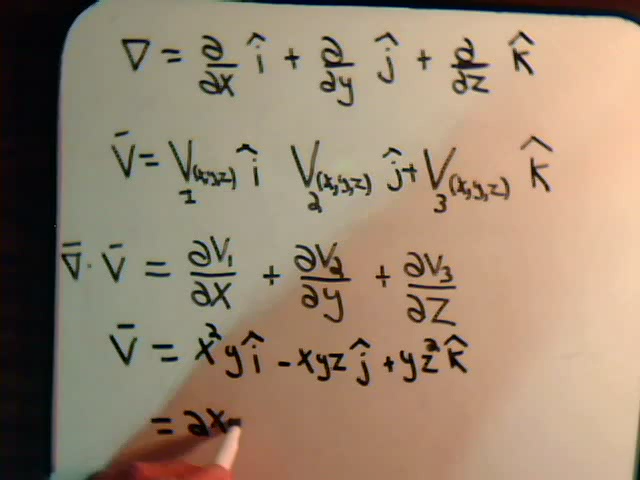 ∇ = ∂/∂x î + ∂/∂y ĵ + ∂/∂z k̂
V̄ = V₁(x,y,z) î V₂(x,y,z) ĵ + V₃(x,y,z) k̂
∇̄ · V̄ = ∂V₁/∂x + ∂V₂/∂y + ∂V₃/∂z
V̄ = x²y î - xyz ĵ + yz² k̂
= 2x